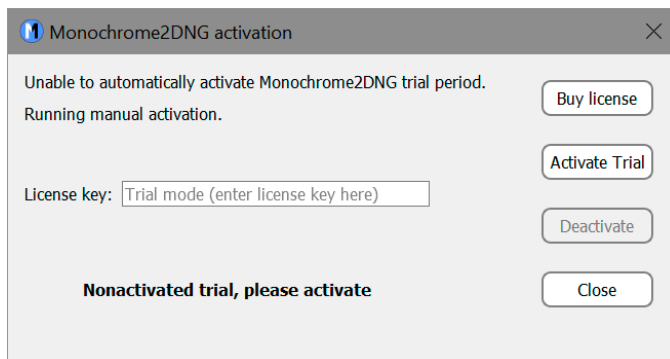 Monochrome2DNG activation
Unable to automatically activate Monochrome2DNG trial period.
Running manual activation.
Buy license
Activate Trial
License key: Trial mode (enter license key here)
Deactivate
Nonactivated trial, please activate
Close